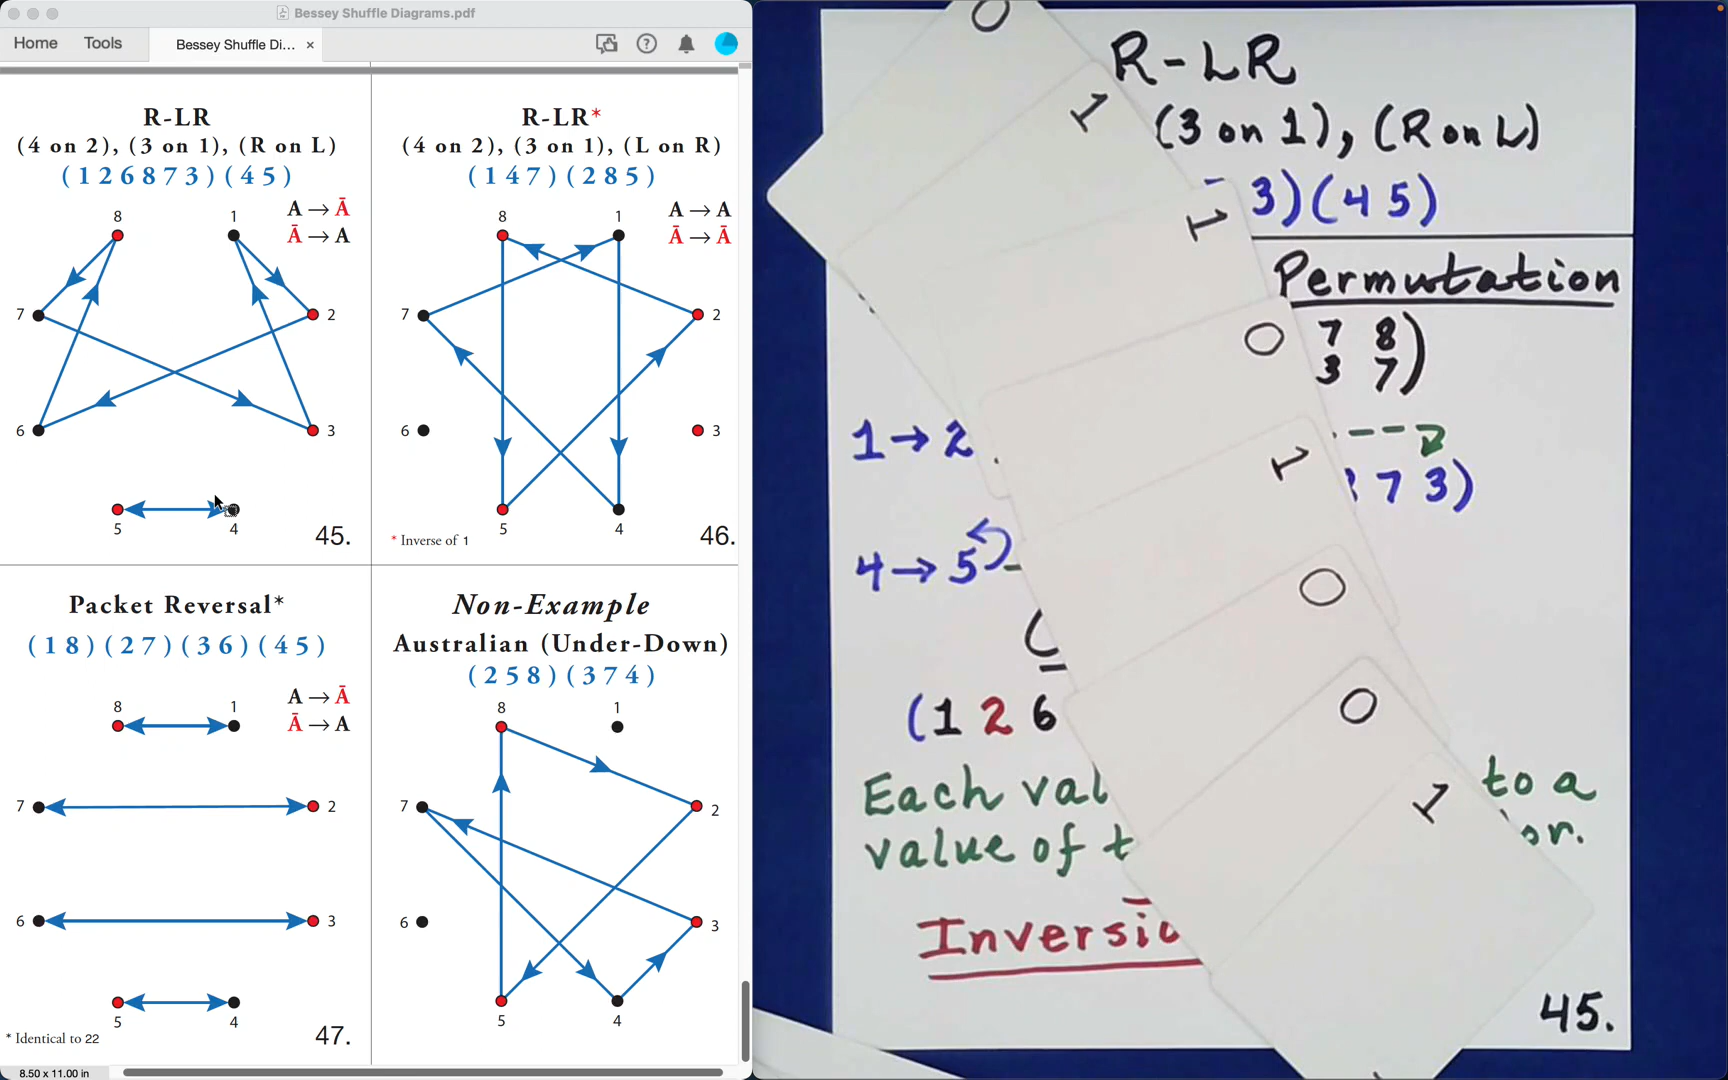 Bessey Shuffle Diagrams.pdf
Home Tools Bessey Shuffle Di... ×
R-LR
(4 on 2), (3 on 1), (R on L)
(1 2 6 8 7 3) (4 5)
A → Ā
Ā → A
8 1
7 2
6 3
5 4
45.
R-LR*
(4 on 2), (3 on 1), (L on R)
(1 4 7) (2 8 5)
A → A
Ā → Ā
8 1
7 2
6 3
5 4
* Inverse of 1
46.
Packet Reversal*
(1 8) (2 7) (3 6) (4 5)
A → Ā
Ā → A
8 1
7 2
6 3
5 4
* Identical to 22
47.
Non-Example
Australian (Under-Down)
(2 5 8) (3 7 4)
8 1
7 2
6 3
5 4
8.50 x 11.00 in
R-LR
(3 on 1), (R on L)
3)(4 5)
Permutation
7 8)
3 7)
1 → 2
7 3)
4 → 5
(1 2 6
Each val
to a
value of t
or.
Inversio
45.
0
1
1
0
1
0
0
1